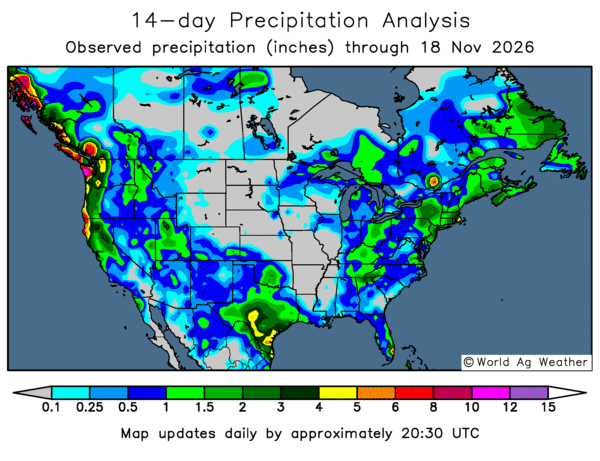 14-day Precipitation Analysis
Observed precipitation (inches) through 18 Nov 2026
© World Ag Weather
0.1 0.25 0.5 1 1.5 2 3 4 5 6 8 10 12 15
Map updates daily by approximately 20:30 UTC